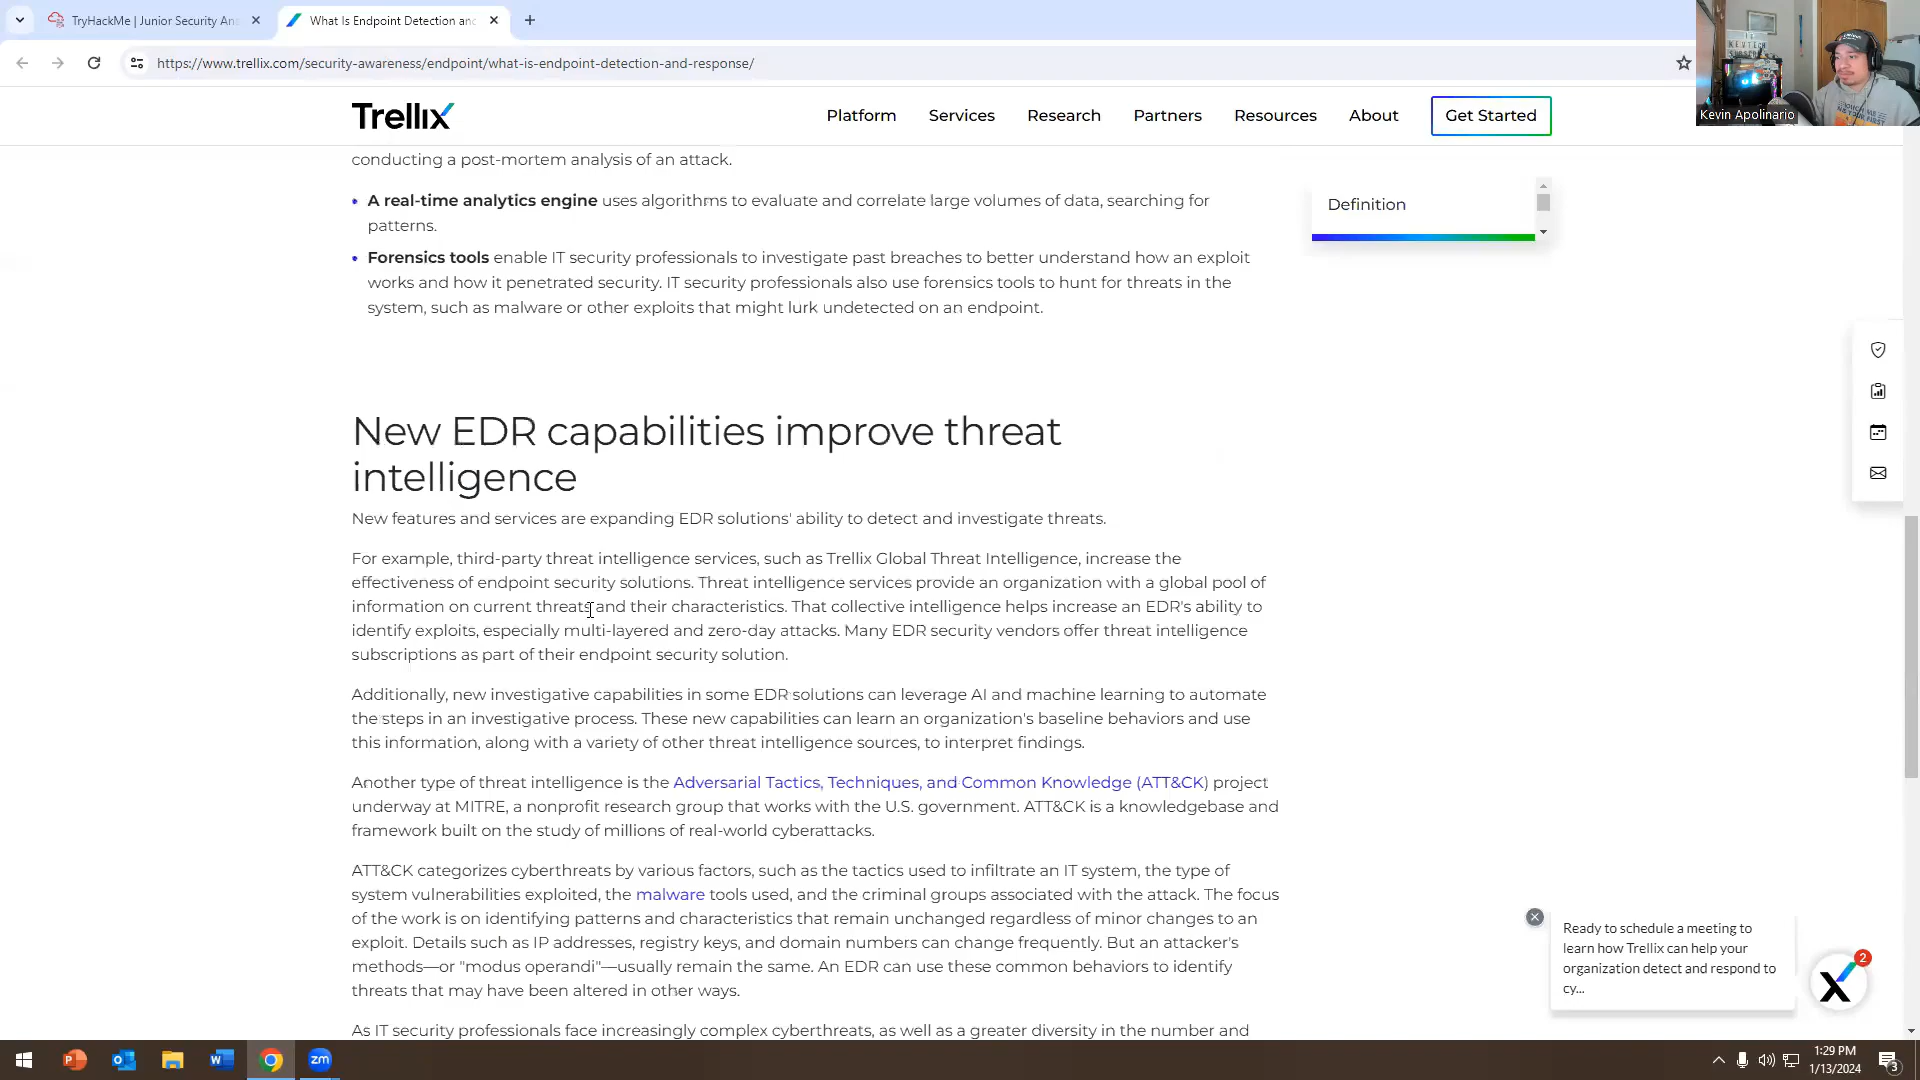 TryHackMe | Junior Security Ana
What Is Endpoint Detection and
https://www.trellix.com/security-awareness/endpoint/what-is-endpoint-detection-and-response/
Kevin Apolinario
Trellix
Platform
Services
Research
Partners
Resources
About
Get Started
conducting a post-mortem analysis of an attack.
A real-time analytics engine uses algorithms to evaluate and correlate large volumes of data, searching for
patterns.
Forensics tools enable IT security professionals to investigate past breaches to better understand how an exploit
works and how it penetrated security. IT security professionals also use forensics tools to hunt for threats in the
system, such as malware or other exploits that might lurk undetected on an endpoint.
Definition
New EDR capabilities improve threat
intelligence
New features and services are expanding EDR solutions' ability to detect and investigate threats.
For example, third-party threat intelligence services, such as Trellix Global Threat Intelligence, increase the
effectiveness of endpoint security solutions. Threat intelligence services provide an organization with a global pool of
information on current threats and their characteristics. That collective intelligence helps increase an EDR's ability to
identify exploits, especially multi-layered and zero-day attacks. Many EDR security vendors offer threat intelligence
subscriptions as part of their endpoint security solution.
Additionally, new investigative capabilities in some EDR solutions can leverage AI and machine learning to automate
the steps in an investigative process. These new capabilities can learn an organization's baseline behaviors and use
this information, along with a variety of other threat intelligence sources, to interpret findings.
Another type of threat intelligence is the Adversarial Tactics, Techniques, and Common Knowledge (ATT&CK) project
underway at MITRE, a nonprofit research group that works with the U.S. government. ATT&CK is a knowledgebase and
framework built on the study of millions of real-world cyberattacks.
ATT&CK categorizes cyberthreats by various factors, such as the tactics used to infiltrate an IT system, the type of
system vulnerabilities exploited, the malware tools used, and the criminal groups associated with the attack. The focus
of the work is on identifying patterns and characteristics that remain unchanged regardless of minor changes to an
exploit. Details such as IP addresses, registry keys, and domain numbers can change frequently. But an attacker's
methods—or "modus operandi"—usually remain the same. An EDR can use these common behaviors to identify
threats that may have been altered in other ways.
As IT security professionals face increasingly complex cyberthreats, as well as a greater diversity in the number and
Ready to schedule a meeting to
learn how Trellix can help your
organization detect and respond to
cy...
2
1:29 PM
1/13/2024
3
zm